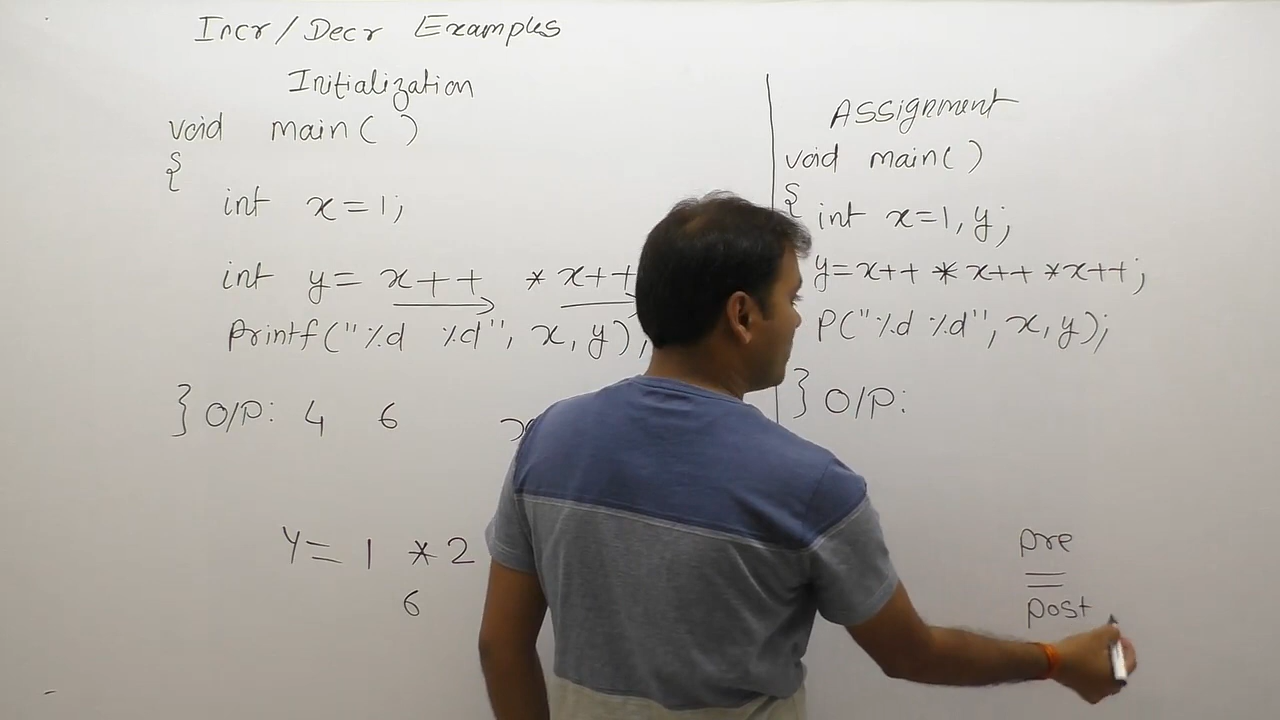 Incr/Decr Examples
Initialization
void main( )
{
int x=1;
int y= x++ *x++
Printf("%d %d", x, y);
} O/P: 4 6
Y= 1 *2
6
Assignment
void main( )
{
int x=1, y;
y=x++ *x++ *x++;
P("%d %d", x, y);
} O/P:
pre
=
post